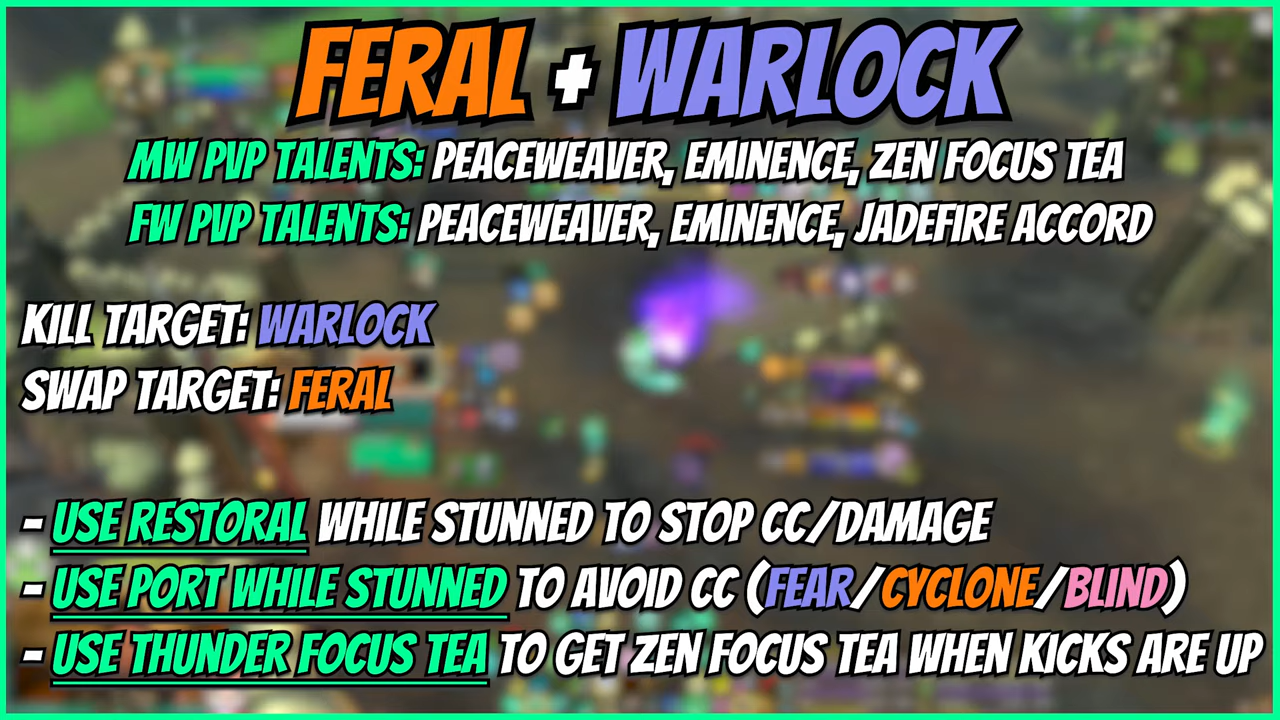 FERAL + WARLOCK
MW PVP TALENTS: PEACEWEAVER, EMINENCE, ZEN FOCUS TEA
FW PVP TALENTS: PEACEWEAVER, EMINENCE, JADEFIRE ACCORD
KILL TARGET: WARLOCK
SWAP TARGET: FERAL
- USE RESTORAL WHILE STUNNED TO STOP CC/DAMAGE
- USE PORT WHILE STUNNED TO AVOID CC (FEAR/CYCLONE/BLIND)
- USE THUNDER FOCUS TEA TO GET ZEN FOCUS TEA WHEN KICKS ARE UP